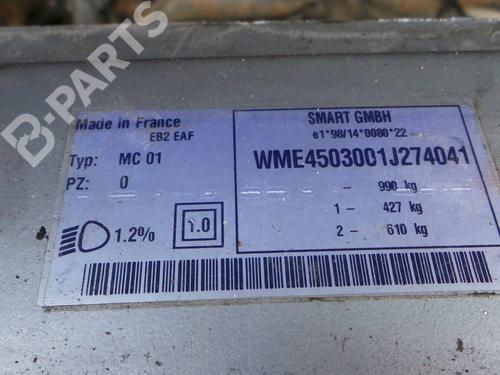 B-PARTS
Made in France
EB2 EAF
Typ: MC 01
PZ: 0
1.2%
1.0
SMART GMBH
e1*98/14*0080*22
WME4503001J274041
- 990 kg
1 - 427 kg
2 - 610 kg